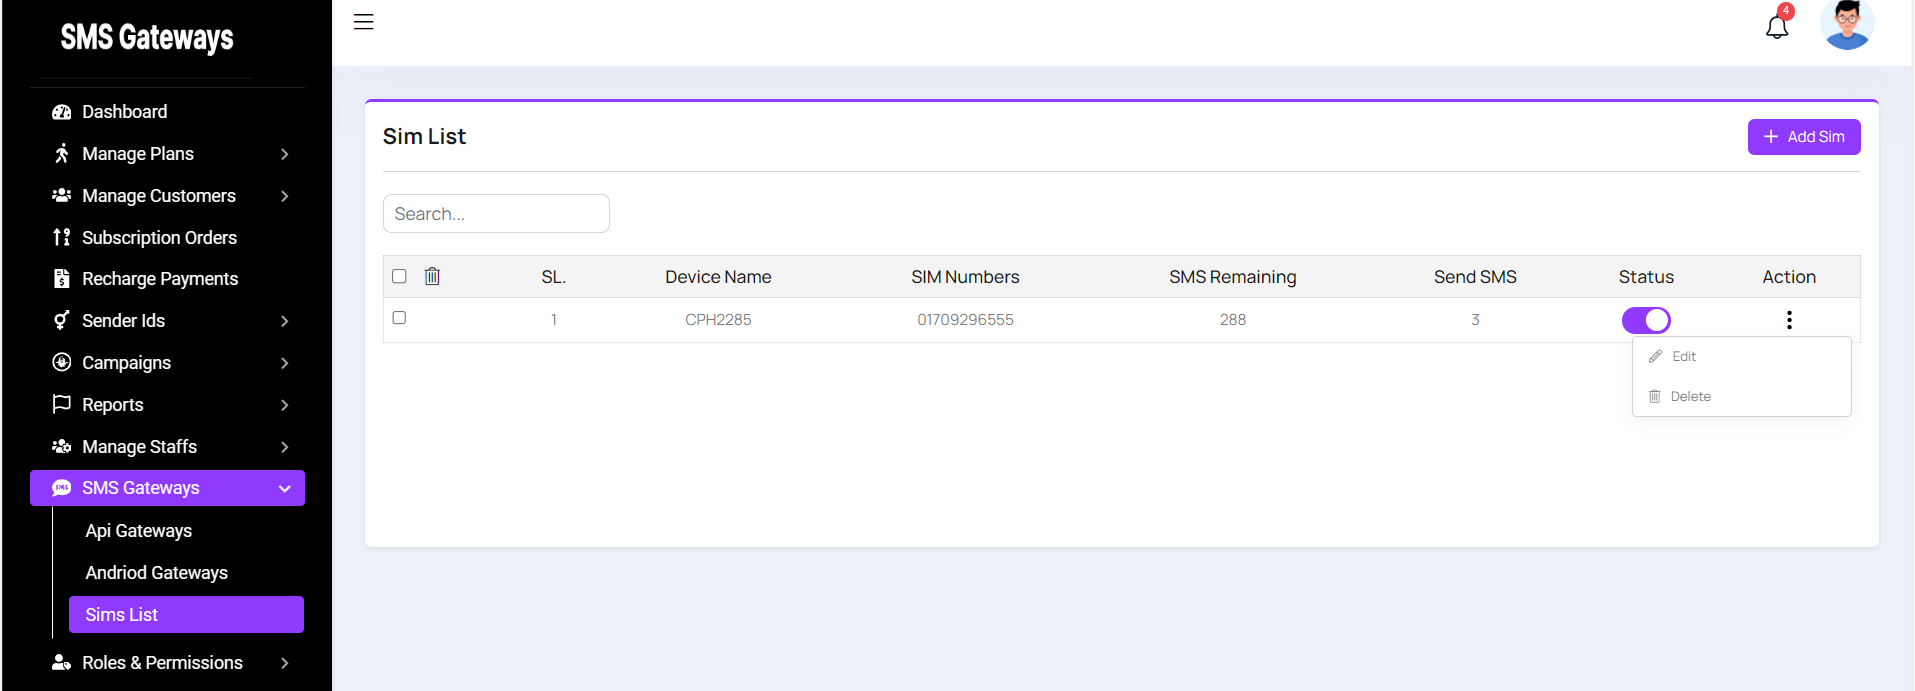 SMS Gateways
4
Dashboard
Manage Plans
Manage Customers
Subscription Orders
Recharge Payments
Sender Ids
Campaigns
Reports
Manage Staffs
SMS SMS Gateways
Api Gateways
Andriod Gateways
Sims List
Roles & Permissions
Sim List
+ Add Sim
Search...
SL. Device Name SIM Numbers SMS Remaining Send SMS Status Action
1 CPH2285 01709296555 288 3
Edit
Delete